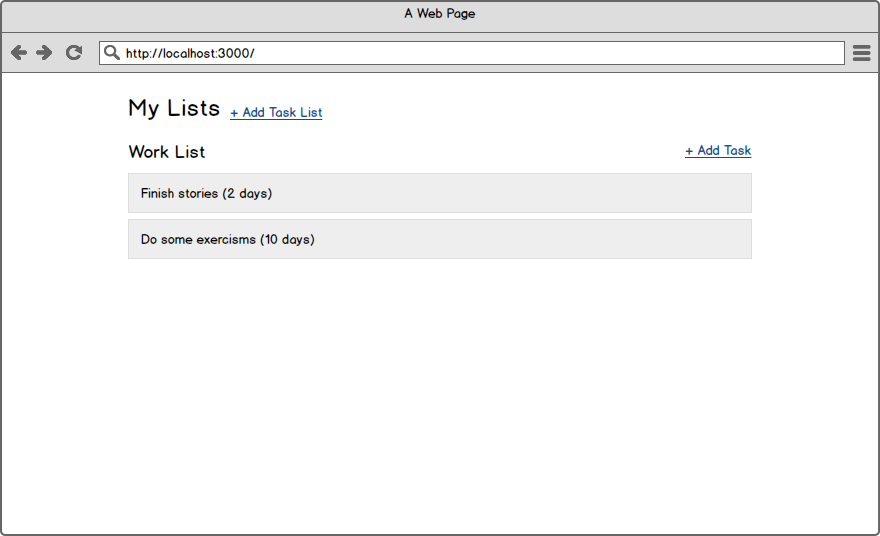 A Web Page
http://localhost:3000/
My Lists + Add Task List
Work List + Add Task
Finish stories (2 days)
Do some exercisms (10 days)